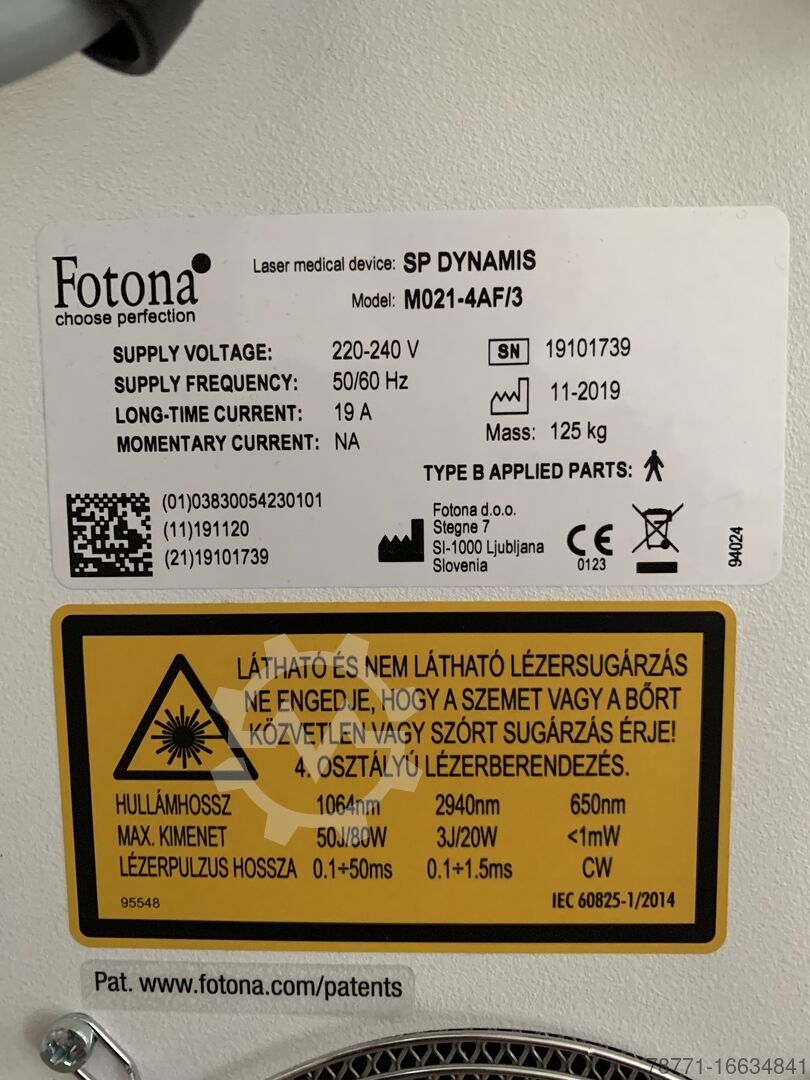 Fotona
choose perfection
Laser medical device: SP DYNAMIS
Model: M021-4AF/3
SUPPLY VOLTAGE: 220-240 V
SUPPLY FREQUENCY: 50/60 Hz
LONG-TIME CURRENT: 19 A
MOMENTARY CURRENT: NA
SN 19101739
11-2019
Mass: 125 kg
TYPE B APPLIED PARTS:
(01)03830054230101
(11)191120
(21)19101739
Fotona d.o.o.
Stegne 7
SI-1000 Ljubljana
Slovenia
CE
0123
94024
LÁTHATÓ ÉS NEM LÁTHATÓ LÉZERSUGÁRZÁS
NE ENGEDJE, HOGY A SZEMET VAGY A BŐRT
KÖZVETLEN VAGY SZÓRT SUGÁRZÁS ÉRJE!
4. OSZTÁLYÚ LÉZERBERENDEZÉS.
HULLÁMHOSSZ 1064nm 2940nm 650nm
MAX. KIMENET 50J/80W 3J/20W <1mW
LÉZERPULZUS HOSSZA 0.1÷50ms 0.1÷1.5ms CW
95548
IEC 60825-1/2014
Pat. www.fotona.com/patents
78771-16634841